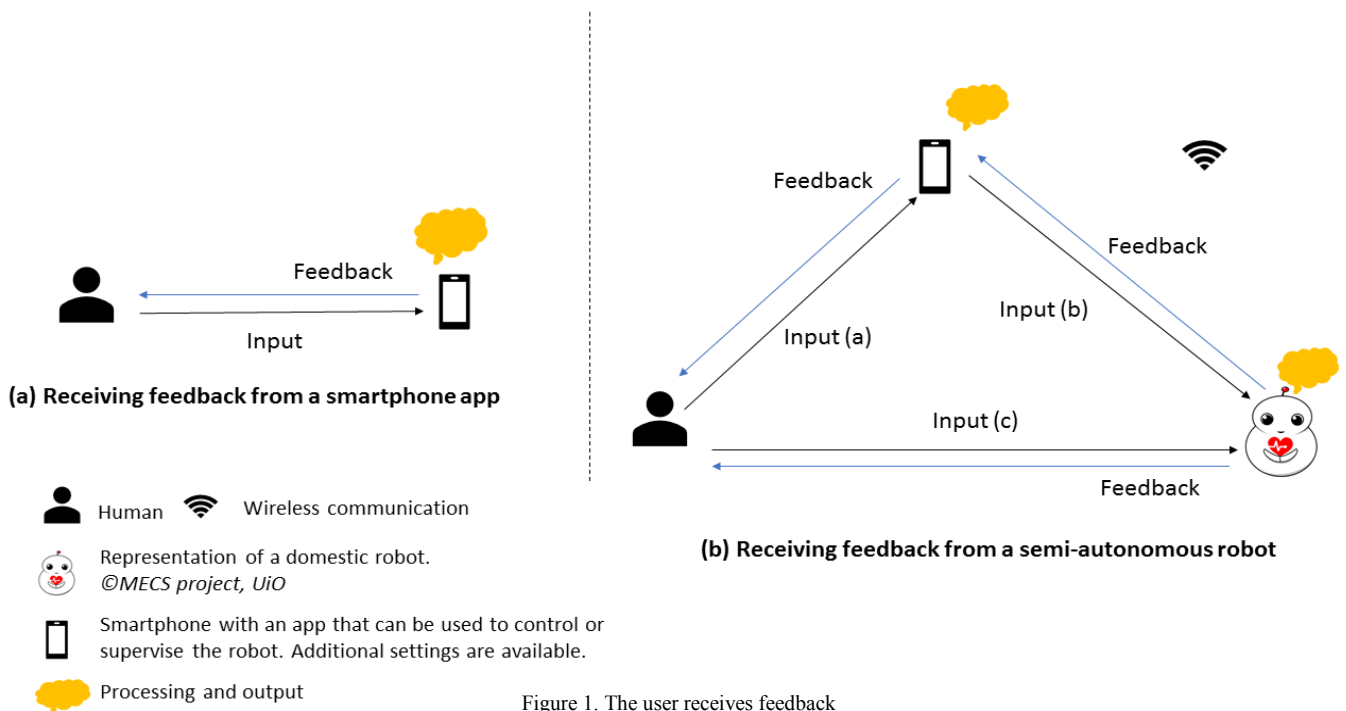 Feedback
Input
(a) Receiving feedback from a smartphone app
Feedback
Feedback
Input (b)
Input (a)
Input (c)
Feedback
(b) Receiving feedback from a semi-autonomous robot
Human
Wireless communication
Representation of a domestic robot.
©MECS project, UiO
Smartphone with an app that can be used to control or
supervise the robot. Additional settings are available.
Processing and output
Figure 1. The user receives feedback